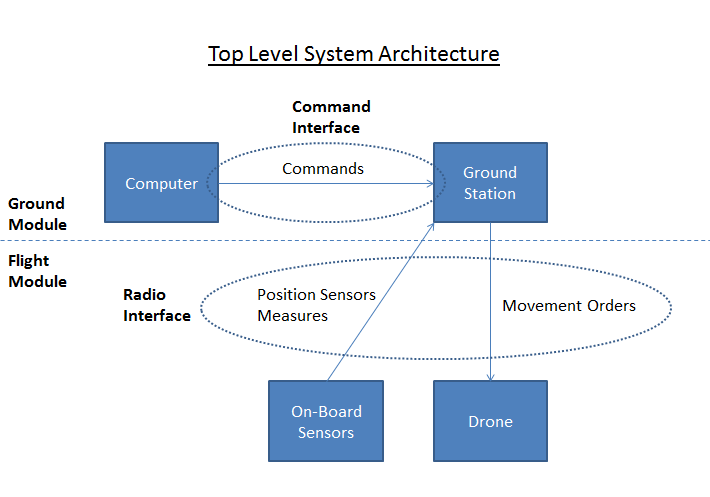 Top Level System Architecture
Command
Interface
Computer
Commands
Ground
Station
Ground
Module
Flight
Module
Radio
Interface
Position Sensors
Measures
Movement Orders
On-Board
Sensors
Drone